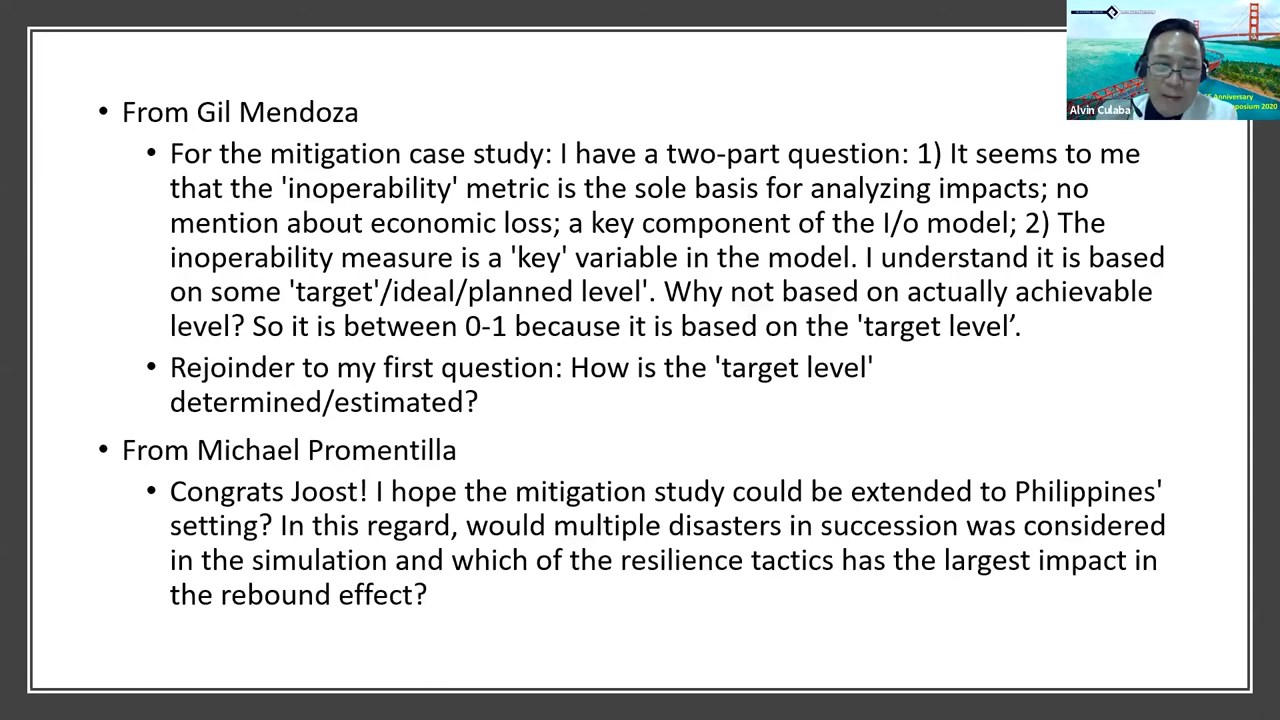 • From Gil Mendoza
• For the mitigation case study: I have a two-part question: 1) It seems to me
that the 'inoperability' metric is the sole basis for analyzing impacts; no
mention about economic loss; a key component of the I/o model; 2) The
inoperability measure is a 'key' variable in the model. I understand it is based
on some 'target'/ideal/planned level'. Why not based on actually achievable
level? So it is between 0-1 because it is based on the 'target level’.
• Rejoinder to my first question: How is the 'target level'
determined/estimated?
• From Michael Promentilla
• Congrats Joost! I hope the mitigation study could be extended to Philippines'
setting? In this regard, would multiple disasters in succession was considered
in the simulation and which of the resilience tactics has the largest impact in
the rebound effect?
Anniversary
2020
Alvin Culaba